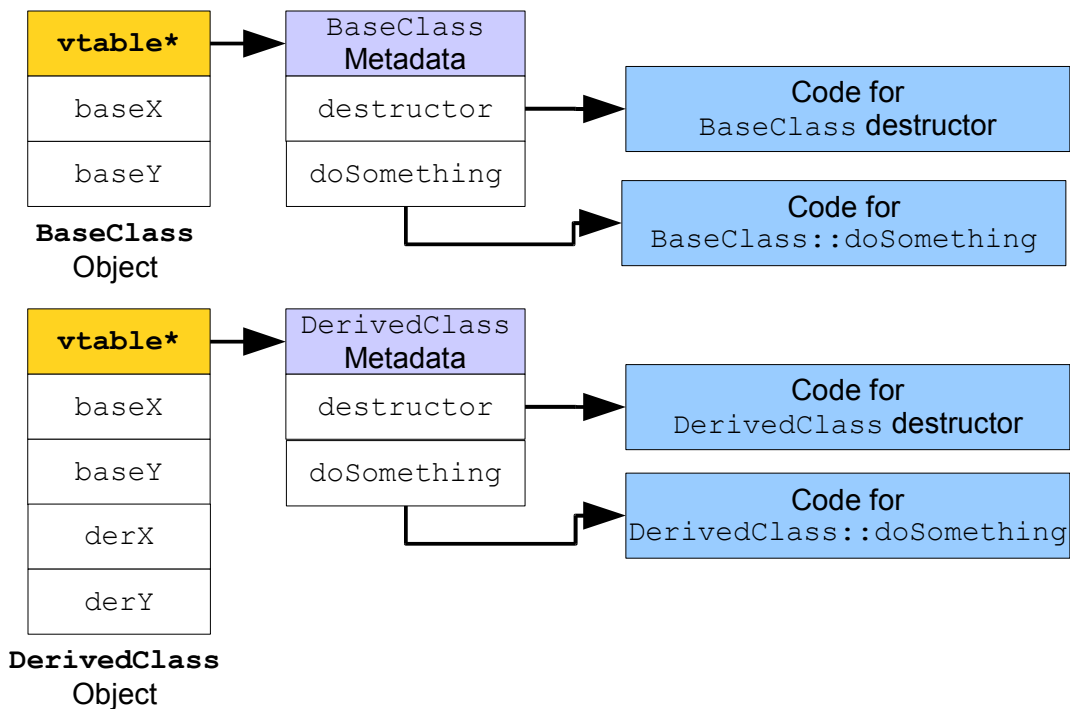 vtable*
baseX
baseY
BaseClass
Object
BaseClass
Metadata
destructor
doSomething
Code for
BaseClass destructor
Code for
BaseClass::doSomething
vtable*
baseX
baseY
derX
derY
DerivedClass
Object
DerivedClass
Metadata
destructor
doSomething
Code for
DerivedClass destructor
Code for
DerivedClass::doSomething